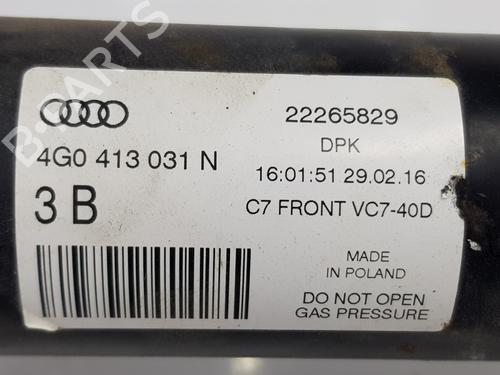 B-PARTS
22265829
4G0 413 031 N
DPK
16:01:51 29.02.16
3 B
C7 FRONT VC7-40D
MADE
IN POLAND
DO NOT OPEN
GAS PRESSURE